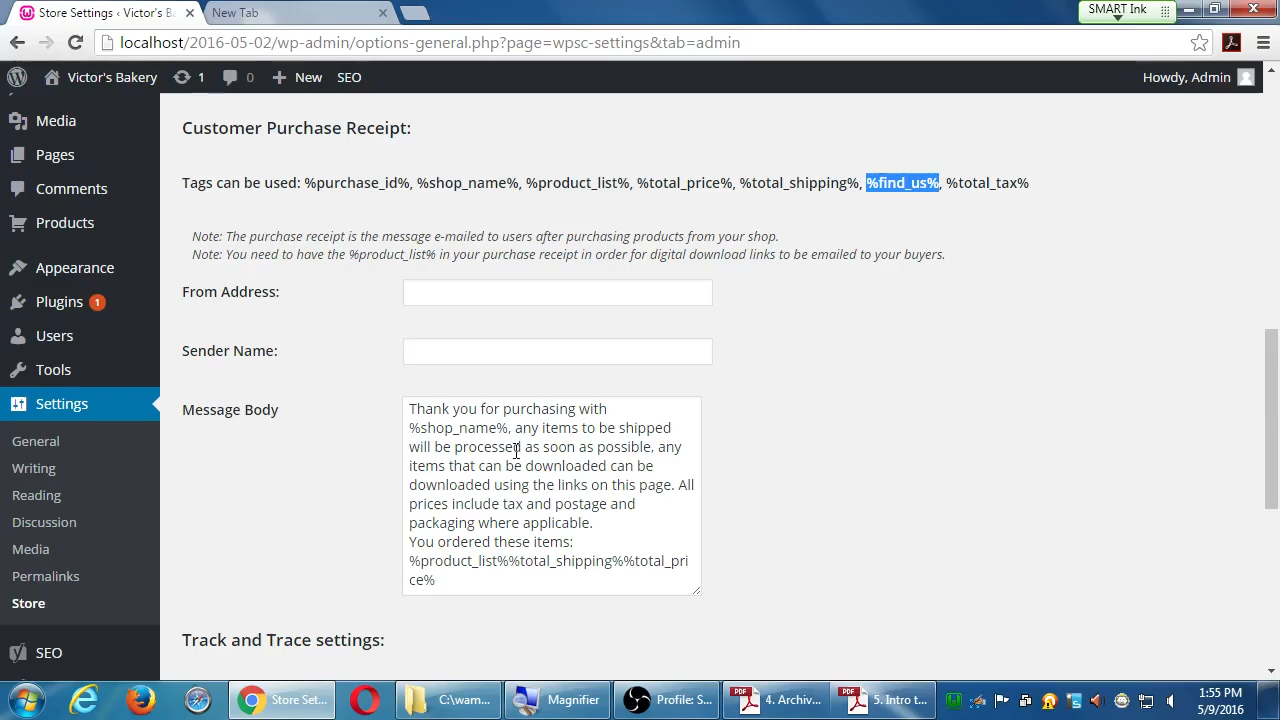 Store Settings ‹ Victor's Ba
New Tab
SMART Ink
localhost/2016-05-02/wp-admin/options-general.php?page=wpsc-settings&tab=admin
Victor's Bakery
1
0
New
SEO
Howdy, Admin
Media
Pages
Comments
Products
Appearance
Plugins 1
Users
Tools
Settings
General
Writing
Reading
Discussion
Media
Permalinks
Store
SEO
Customer Purchase Receipt:
Tags can be used: %purchase_id%, %shop_name%, %product_list%, %total_price%, %total_shipping%, %find_us%, %total_tax%
Note: The purchase receipt is the message e-mailed to users after purchasing products from your shop.
Note: You need to have the %product_list% in your purchase receipt in order for digital download links to be emailed to your buyers.
From Address:
Sender Name:
Message Body
Thank you for purchasing with
%shop_name%, any items to be shipped
will be processed as soon as possible, any
items that can be downloaded can be
downloaded using the links on this page. All
prices include tax and postage and
packaging where applicable.
You ordered these items:
%product_list%%total_shipping%%total_pri
ce%
Track and Trace settings:
Store Set...
C:\wam...
Magnifier
Profile: S...
PDF
4. Archiv...
PDF
5. Intro t...
1:55 PM
5/9/2016